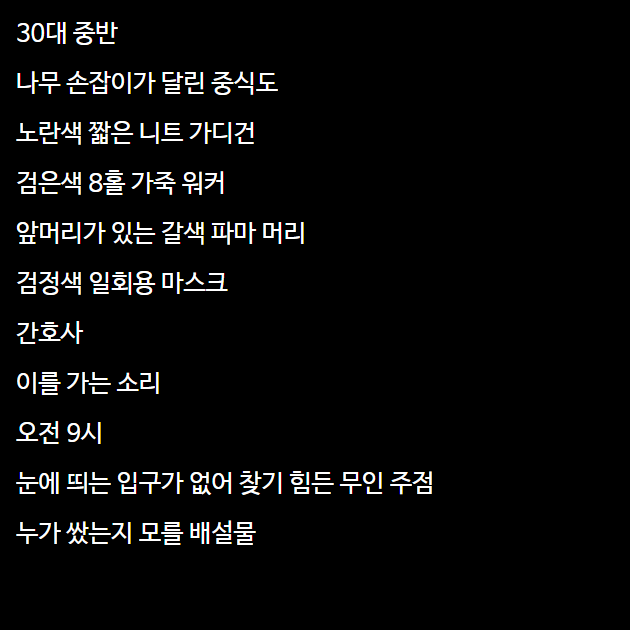 30대 중반
나무 손잡이가 달린 중식도
노란색 짧은 니트 가디건
검은색 8홀 가죽 워커
앞머리가 있는 갈색 파마 머리
검정색 일회용 마스크
간호사
이를 가는 소리
오전 9시
눈에 띄는 입구가 없어 찾기 힘든 무인 주점
누가 쌌는지 모를 배설물